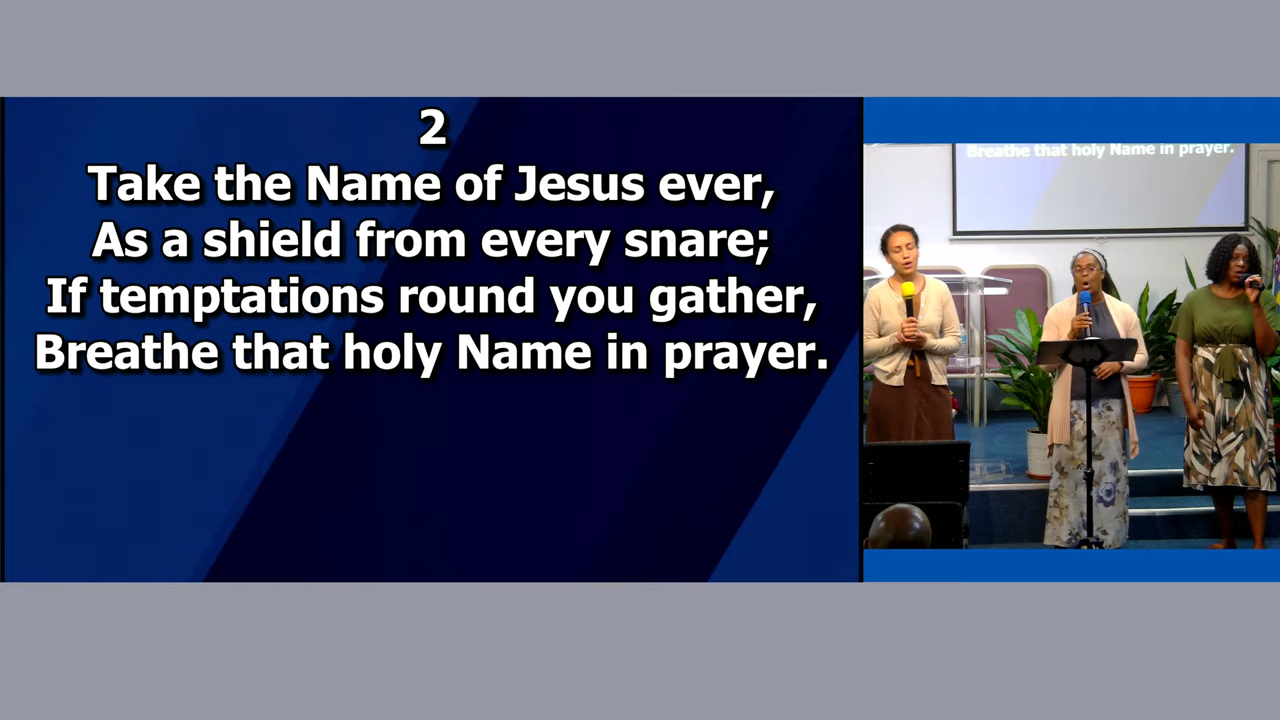 2
Take the Name of Jesus ever,
As a shield from every snare;
If temptations round you gather,
Breathe that holy Name in prayer.
Breathe that holy Name in prayer.